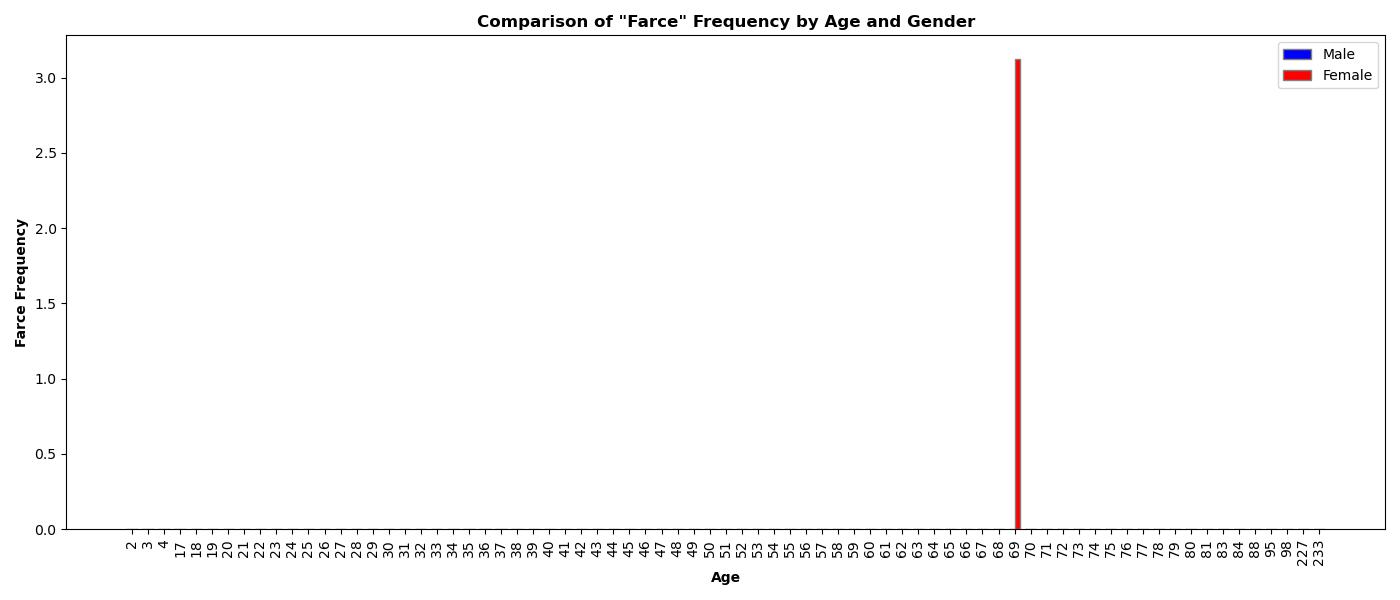 Comparison of "Farce" Frequency by Age and Gender
Male
Female
Farce Frequency
3.0
2.5
2.0
1.5
1.0
0.5
0.0
2 3 4 17 18 19 20 21 22 23 24 25 26 27 28 29 30 31 32 33 34 35 36 37 38 39 40 41 42 43 44 45 46 47 48 49 50 51 52 53 54 55 56 57 58 59 60 61 62 63 64 65 66 67 68 69 70 71 72 73 74 75 76 77 78 79 80 81 83 84 88 95 98 227 233
Age